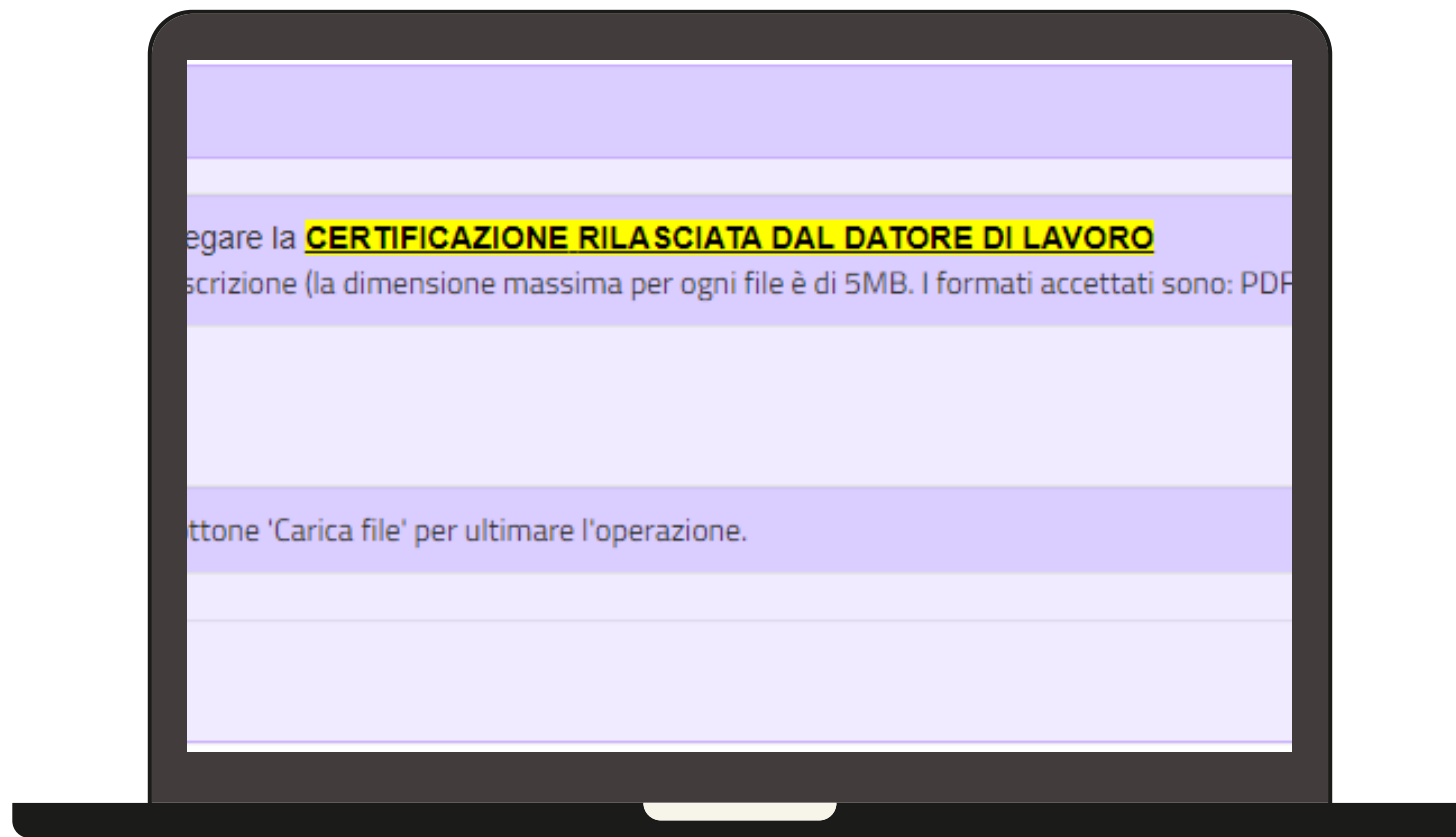 egare la CERTIFICAZIONE RILASCIATA DAL DATORE DI LAVORO
scrizione (la dimensione massima per ogni file è di 5MB. I formati accettati sono: PDF
ttone 'Carica file' per ultimare l'operazione.